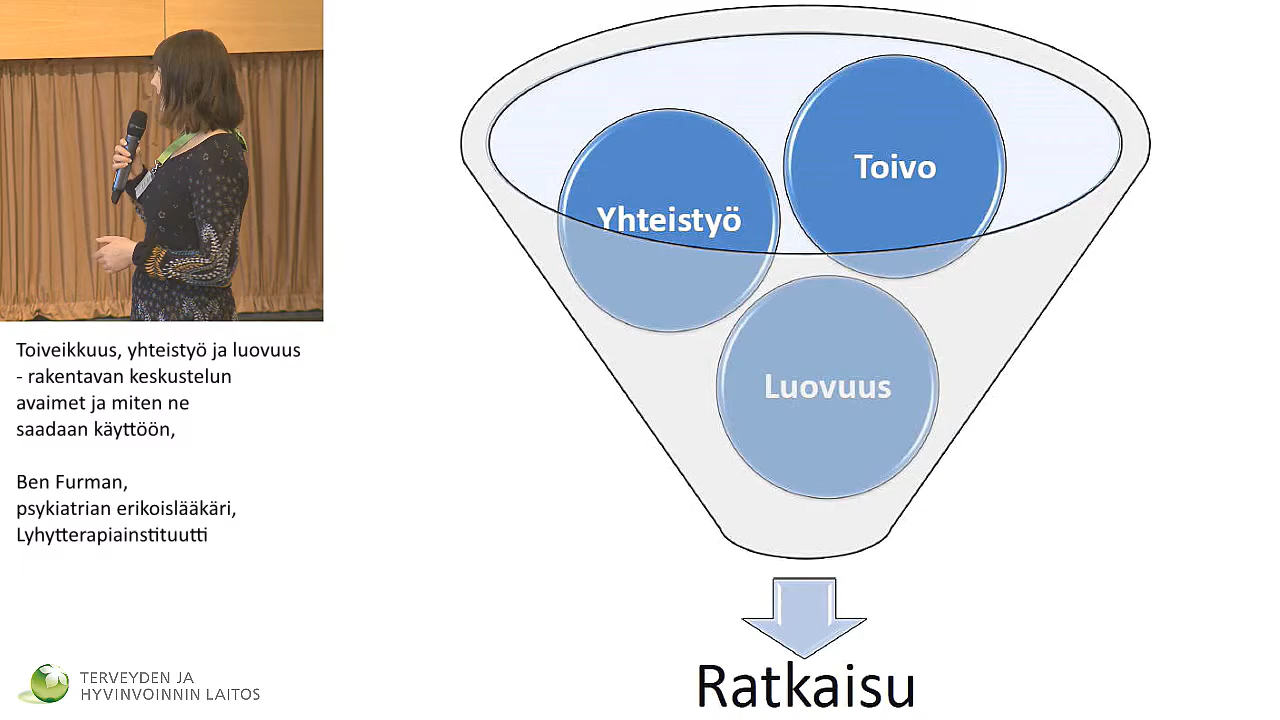 Toiveikkuus, yhteistyö ja luovuus
- rakentavan keskustelun
avaimet ja miten ne
saadaan käyttöön,
Ben Furman,
psykiatrian erikoislääkäri,
Lyhytterapiainstituutti
TERVEYDEN JA
HYVINVOINNIN LAITOS
Toivo
Yhteistyö
Luovuus
Ratkaisu